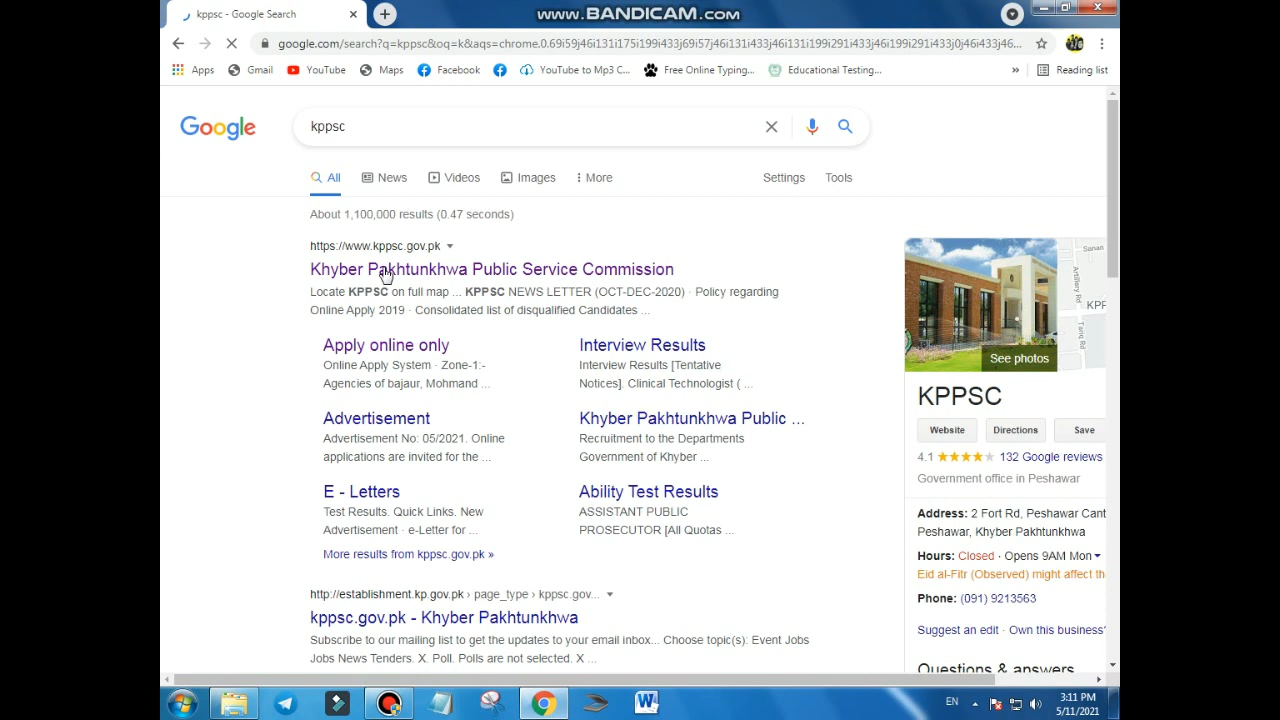 kppsc - Google Search
www.BANDICAM.com
google.com/search?q=kppsc&oq=k&aqs=chrome.0.69i59j46i131i175i199i433j69i57j46i131i433j46i131i199i291i433j46i199i291i433j0j46i433j46...
Apps
Gmail
YouTube
Maps
Facebook
YouTube to Mp3 C...
Free Online Typing...
Educational Testing...
»
Reading list
Google
kppsc
All
News
Videos
Images
More
Settings
Tools
About 1,100,000 results (0.47 seconds)
https://www.kppsc.gov.pk
Khyber Pakhtunkhwa Public Service Commission
Locate KPPSC on full map ... KPPSC NEWS LETTER (OCT-DEC-2020) · Policy regarding
Online Apply 2019 · Consolidated list of disqualified Candidates ...
Apply online only
Online Apply System · Zone-1:-
Agencies of bajaur, Mohmand ...
Interview Results
Interview Results [Tentative
Notices]. Clinical Technologist ( ...
Advertisement
Advertisement No: 05/2021. Online
applications are invited for the ...
Khyber Pakhtunkhwa Public ...
Recruitment to the Departments
Government of Khyber ...
E - Letters
Test Results. Quick Links. New
Advertisement · e-Letter for ...
Ability Test Results
ASSISTANT PUBLIC
PROSECUTOR [All Quotas ...
More results from kppsc.gov.pk »
http://establishment.kp.gov.pk › page_type › kppsc.gov...
kppsc.gov.pk - Khyber Pakhtunkhwa
Subscribe to our mailing list to get the updates to your email inbox... Choose topic(s): Event Jobs
Jobs News Tenders. X. Poll. Polls are not selected. X ...
Sanan
Artillery Rd
KPF
Tariq Rd
See photos
KPPSC
Website
Directions
Save
4.1
132 Google reviews
Government office in Peshawar
Address: 2 Fort Rd, Peshawar Cant
Peshawar, Khyber Pakhtunkhwa
Hours: Closed · Opens 9AM Mon
Eid al-Fitr (Observed) might affect th
Phone: (091) 9213563
Suggest an edit · Own this business?
Questions & answers
EN
3:11 PM
5/11/2021